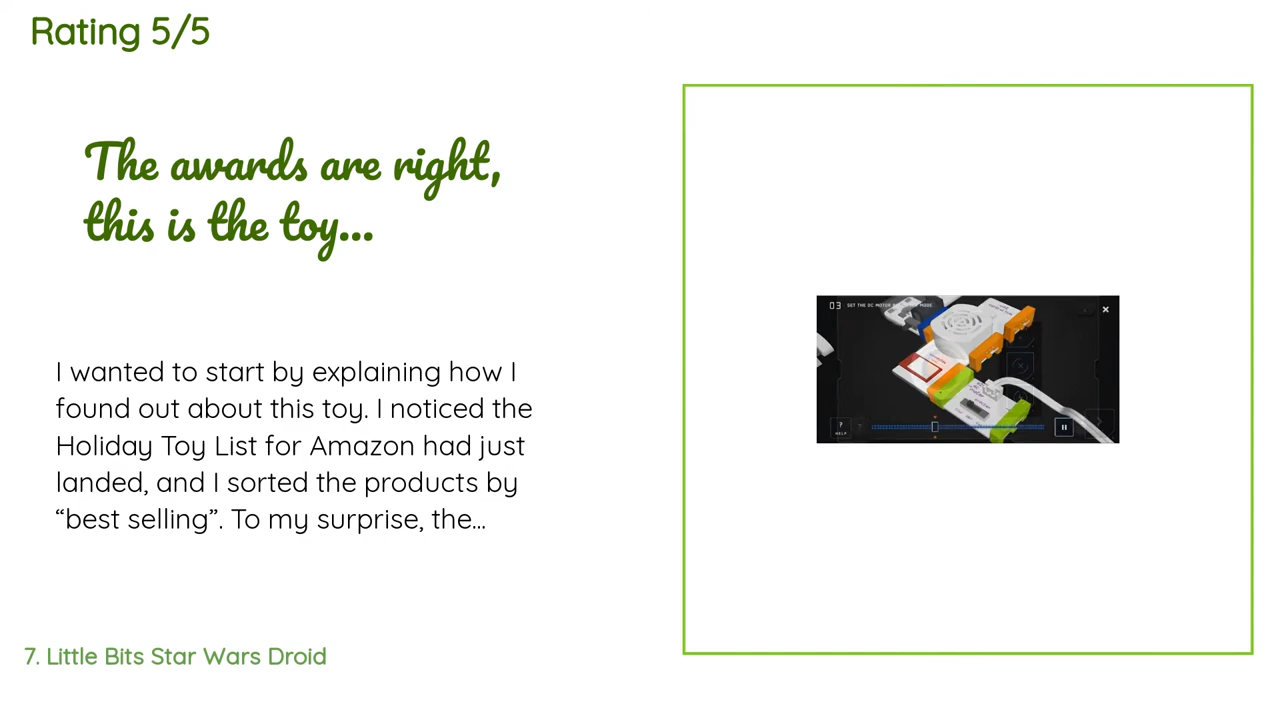 Rating 5/5
The awards are right,
this is the toy...
I wanted to start by explaining how I
found out about this toy. I noticed the
Holiday Toy List for Amazon had just
landed, and I sorted the products by
“best selling”. To my surprise, the...
03
HELP
7. Little Bits Star Wars Droid